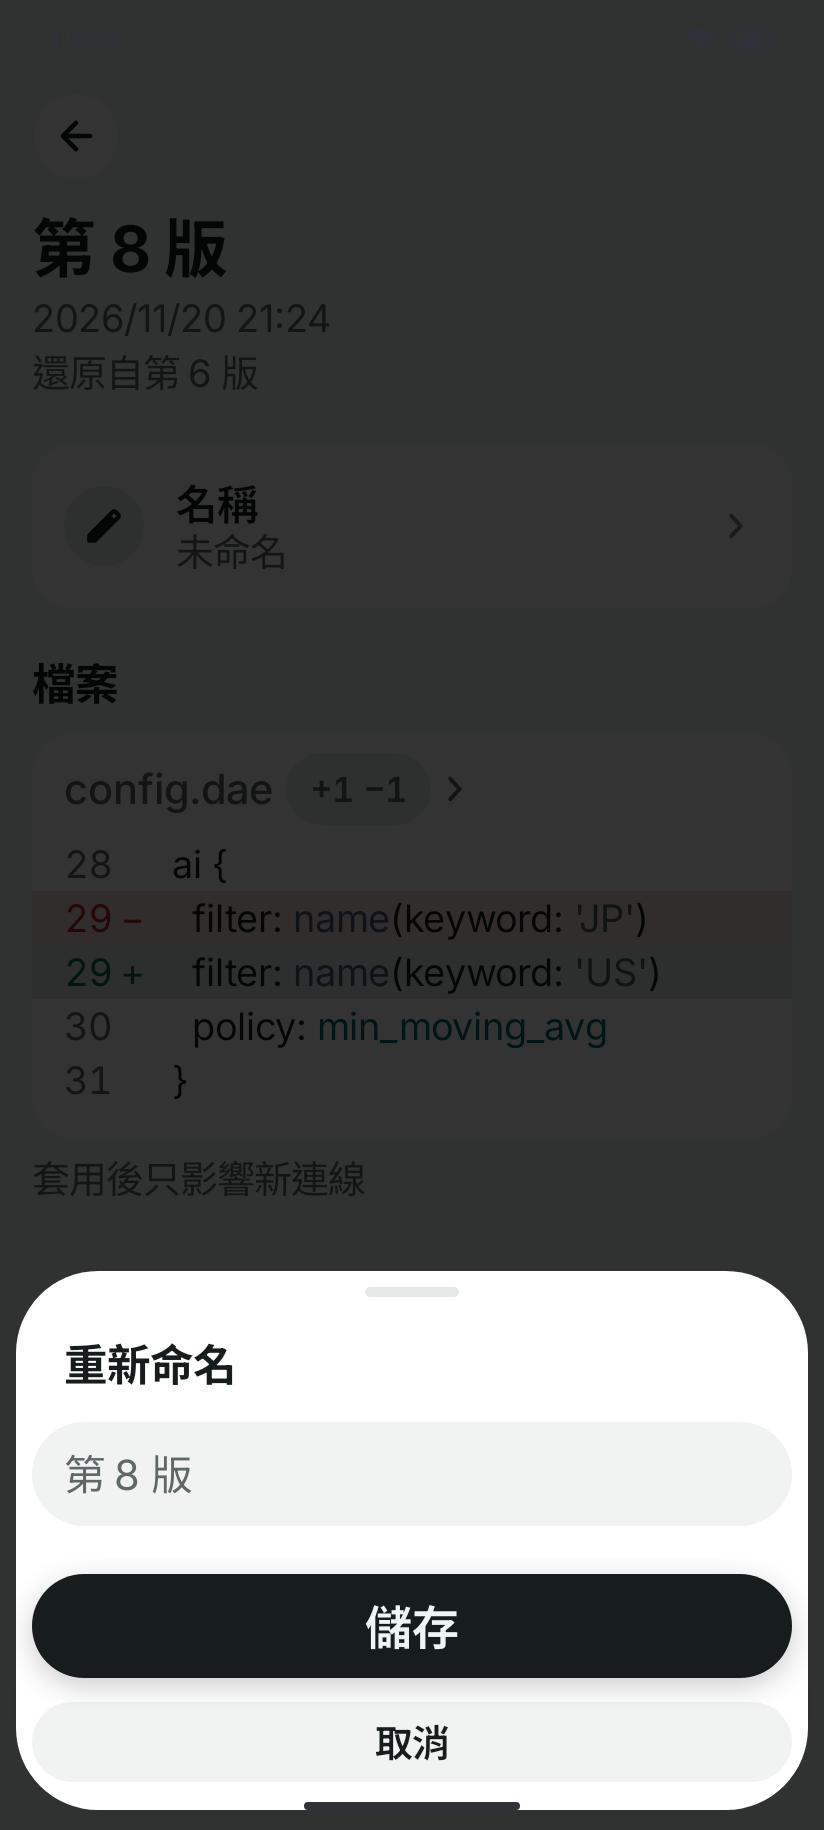 第 8 版
2026/11/20 21:24
還原自第 6 版
名稱
未命名
檔案
config.dae +1 −1
28 ai {
29 − filter: name(keyword: 'JP')
29 + filter: name(keyword: 'US')
30 policy: min_moving_avg
31 }
套用後只影響新連線
重新命名
第 8 版
儲存
取消